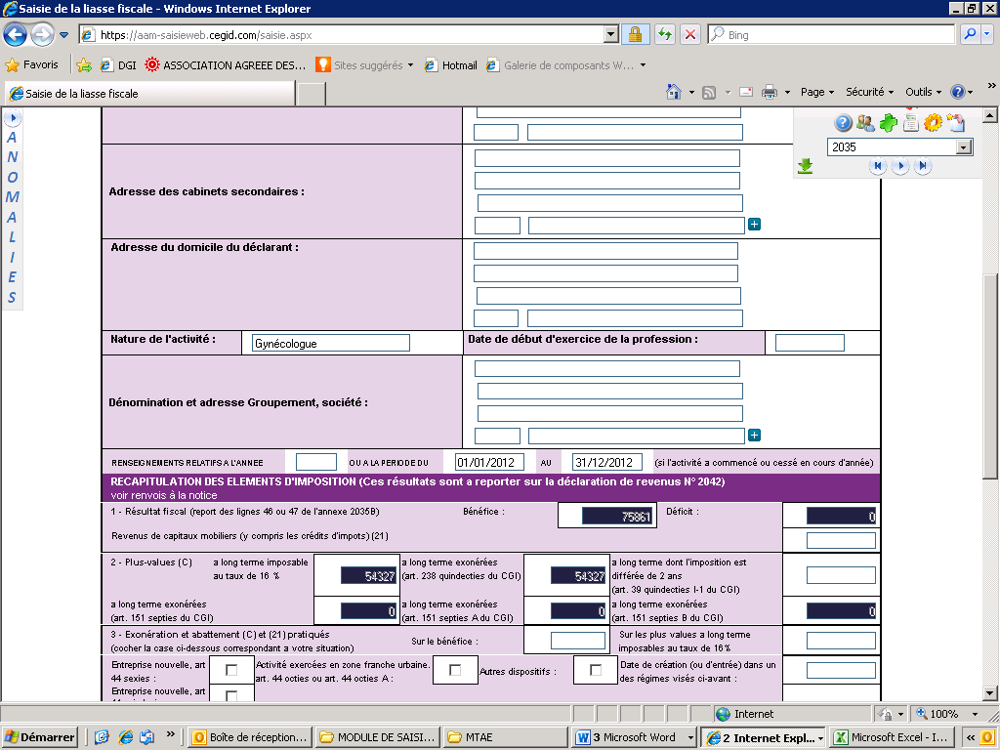 Saisie de la liasse fiscale - Windows Internet Explorer
https://aam-saisieweb.cegid.com/saisie.aspx
Bing
Favoris
DGI
ASSOCIATION AGREEE DES...
Sites suggérés
Hotmail
Galerie de composants W...
Saisie de la liasse fiscale
Page
Sécurité
Outils
»
A
N
O
M
A
L
I
E
S
2035
Adresse des cabinets secondaires :
Adresse du domicile du déclarant :
Nature de l'activité :
Gynécologue
Date de début d'exercice de la profession :
Dénomination et adresse Groupement, société :
RENSEIGNEMENTS RELATIFS A L'ANNEE
OU A LA PERIODE DU
01/01/2012
AU
31/12/2012
(si l'activité a commencé ou cessé en cours d'année)
RECAPITULATION DES ELEMENTS D'IMPOSITION (Ces résultats sont a reporter sur la déclaration de revenus N° 2042)
voir renvois à la notice
1 - Résultat fiscal (report des lignes 46 ou 47 de l'annexe 2035B)
Bénéfice :
75861
Déficit :
0
Revenus de capitaux mobiliers (y compris les crédits d'impots) (21)
2 - Plus-values (C)
a long terme imposable
au taux de 16 %
54327
a long terme exonérées
(art. 238 quindecties du CGI)
54327
a long terme dont l'imposition est
différée de 2 ans
(art. 39 quindecties I-1 du CGI)
a long terme exonérées
(art. 151 septies du CGI)
0
a long terme exonérées
(art. 151 septies A du CGI)
0
a long terme exonérées
(art. 151 septies B du CGI)
0
3 - Exonération et abattement (C) et (21) pratiqués
(cocher la case ci-dessous correspondant a votre situation)
Sur le bénéfice :
Sur les plus values a long terme
imposables au taux de 16%
Entreprise nouvelle, art
44 sexies :
Activité exercées en zone franche urbaine.
art. 44 octies ou art. 44 octies A :
Autres dispositifs :
Date de création (ou d'entrée) dans un
des régimes visés ci-avant :
Entreprise nouvelle, art
Internet
100%
Démarrer
»
Boîte de réception...
MODULE DE SAISI...
MTAE
3 Microsoft Word
2 Internet Expl...
Microsoft Excel - I...
«